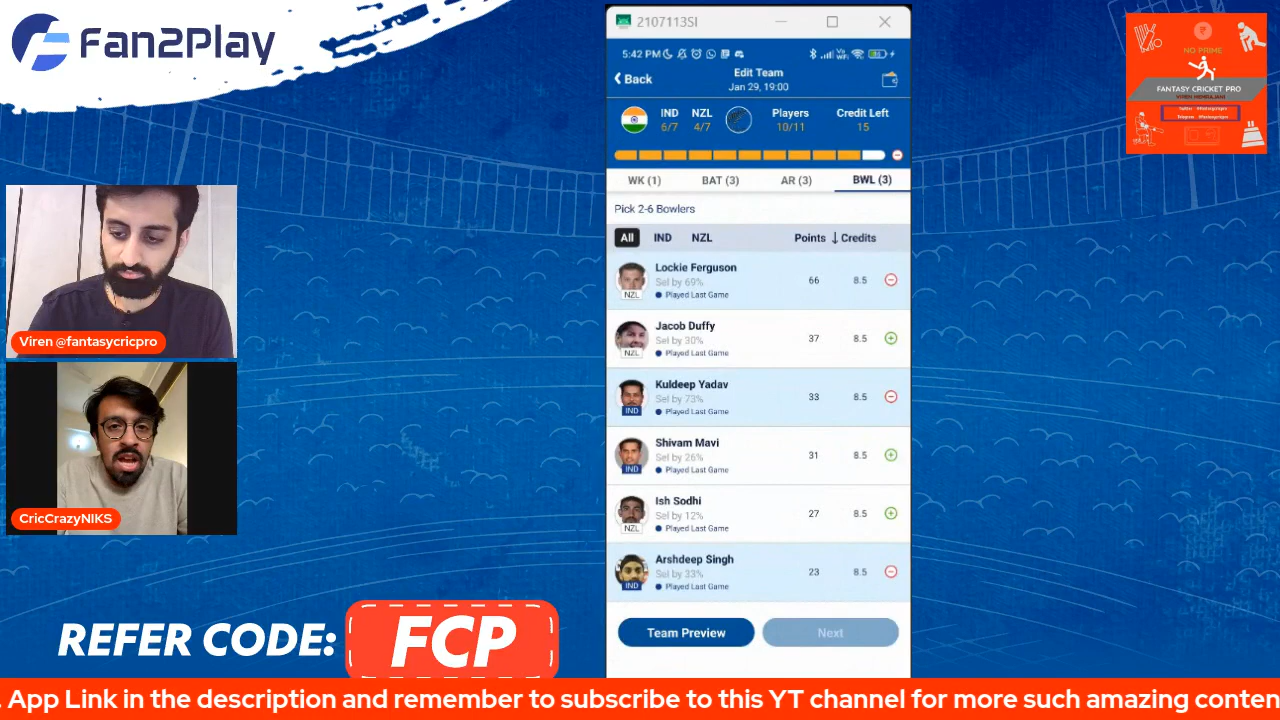 Fan2Play
Viren @fantasycricpro
CricCrazyNIKS
REFER CODE: FCP
2107113SI
5:42 PM
Back
Edit Team
Jan 29, 19:00
IND
6/7
NZL
4/7
Players
10/11
Credit Left
15
WK (1)
BAT (3)
AR (3)
BWL (3)
Pick 2-6 Bowlers
All
IND
NZL
Points
Credits
Lockie Ferguson
Sel by 69%
Played Last Game
NZL
66
8.5
Jacob Duffy
Sel by 30%
Played Last Game
NZL
37
8.5
Kuldeep Yadav
Sel by 73%
Played Last Game
IND
33
8.5
Shivam Mavi
Sel by 26%
Played Last Game
IND
31
8.5
Ish Sodhi
Sel by 12%
Played Last Game
NZL
27
8.5
Arshdeep Singh
Sel by 33%
Played Last Game
IND
23
8.5
Team Preview
Next
NO PRIME
FANTASY CRICKET PRO
. App Link in the description and remember to subscribe to this YT channel for more such amazing conten